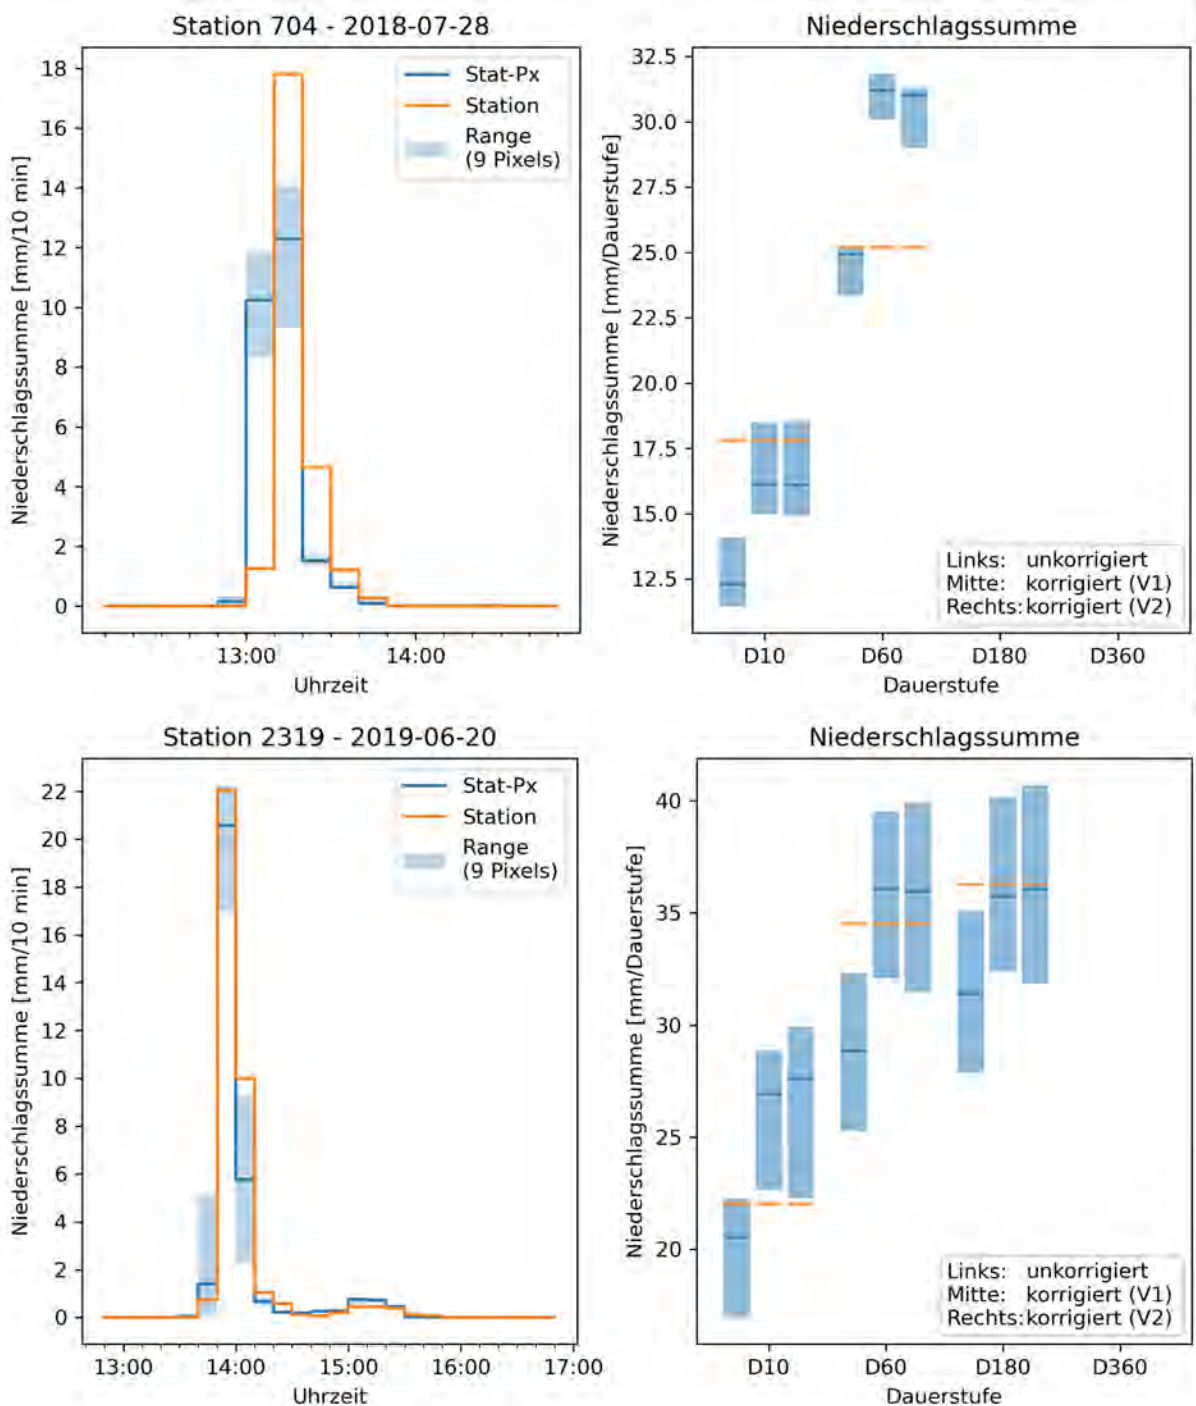 Station 704 - 2018-07-28
Niederschlagssumme [mm/10 min]
18
16
14
12
10
8
6
4
2
0
Stat-Px
Station
Range
(9 Pixels)
13:00
14:00
Uhrzeit
Niederschlagssumme
Niederschlagssumme [mm/Dauerstufe]
32.5
30.0
27.5
25.0
22.5
20.0
17.5
15.0
12.5
Links: unkorrigiert
Mitte: korrigiert (V1)
Rechts: korrigiert (V2)
D10
D60
D180
D360
Dauerstufe
Station 2319 - 2019-06-20
Niederschlagssumme [mm/10 min]
22
20
18
16
14
12
10
8
6
4
2
0
Stat-Px
Station
Range
(9 Pixels)
13:00
14:00
15:00
16:00
17:00
Uhrzeit
Niederschlagssumme
Niederschlagssumme [mm/Dauerstufe]
40
35
30
25
20
Links: unkorrigiert
Mitte: korrigiert (V1)
Rechts: korrigiert (V2)
D10
D60
D180
D360
Dauerstufe